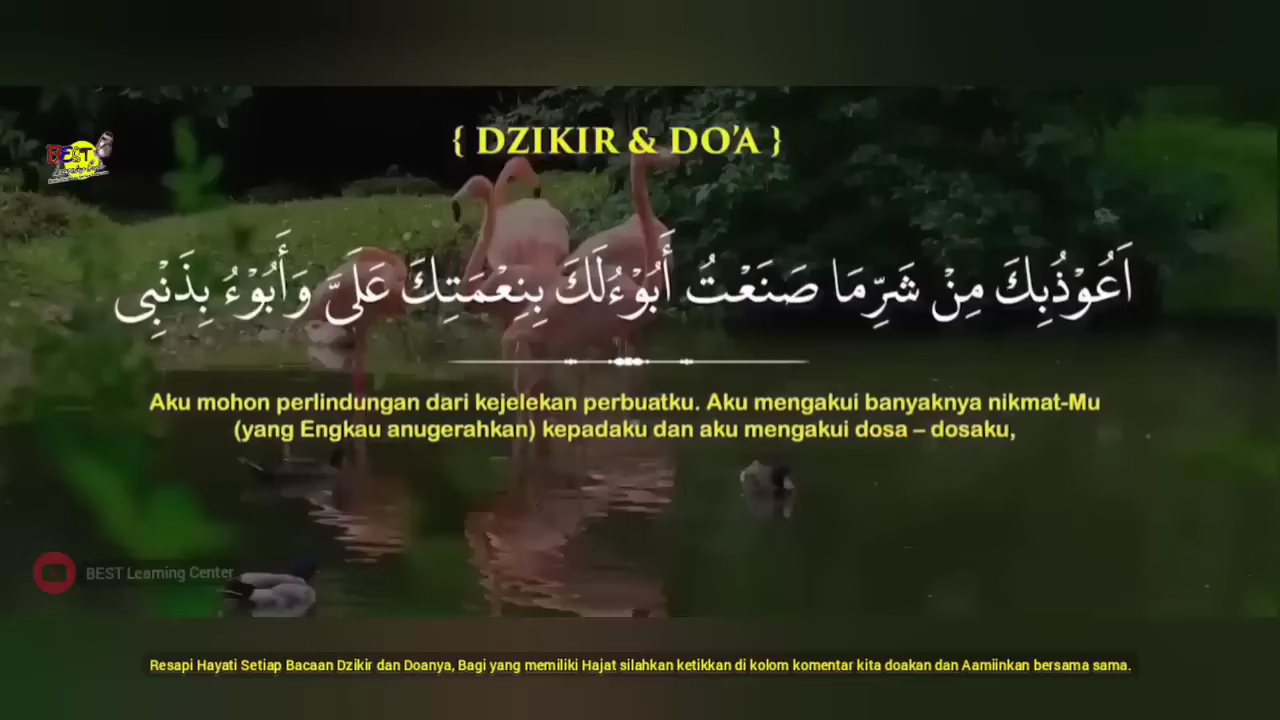 { DZIKIR & DO’A }
BEST
اَعُوْذُبِكَ مِنْ شَرِّمَا صَنَعْتُ أَبُوْءُلَكَ بِنِعْمَتِكَ عَلَىَّ وَأَبُوْءُ بِذَنْبِى
Aku mohon perlindungan dari kejelekan perbuatku. Aku mengakui banyaknya nikmat-Mu
(yang Engkau anugerahkan) kepadaku dan aku mengakui dosa – dosaku,
BEST Learning Center
Resapi Hayati Setiap Bacaan Dzikir dan Doanya, Bagi yang memiliki Hajat silahkan ketikkan di kolom komentar kita doakan dan Aamiinkan bersama sama.